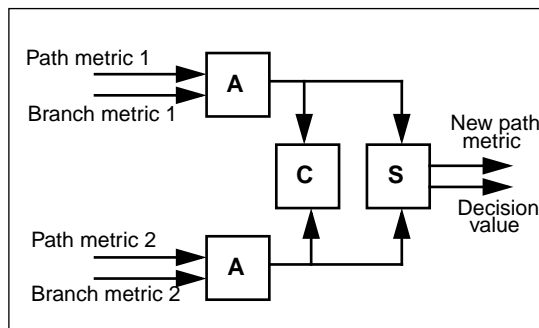 Path metric 1
A
Branch metric 1
New path
metric
C
S
Decision
value
Path metric 2
A
Branch metric 2